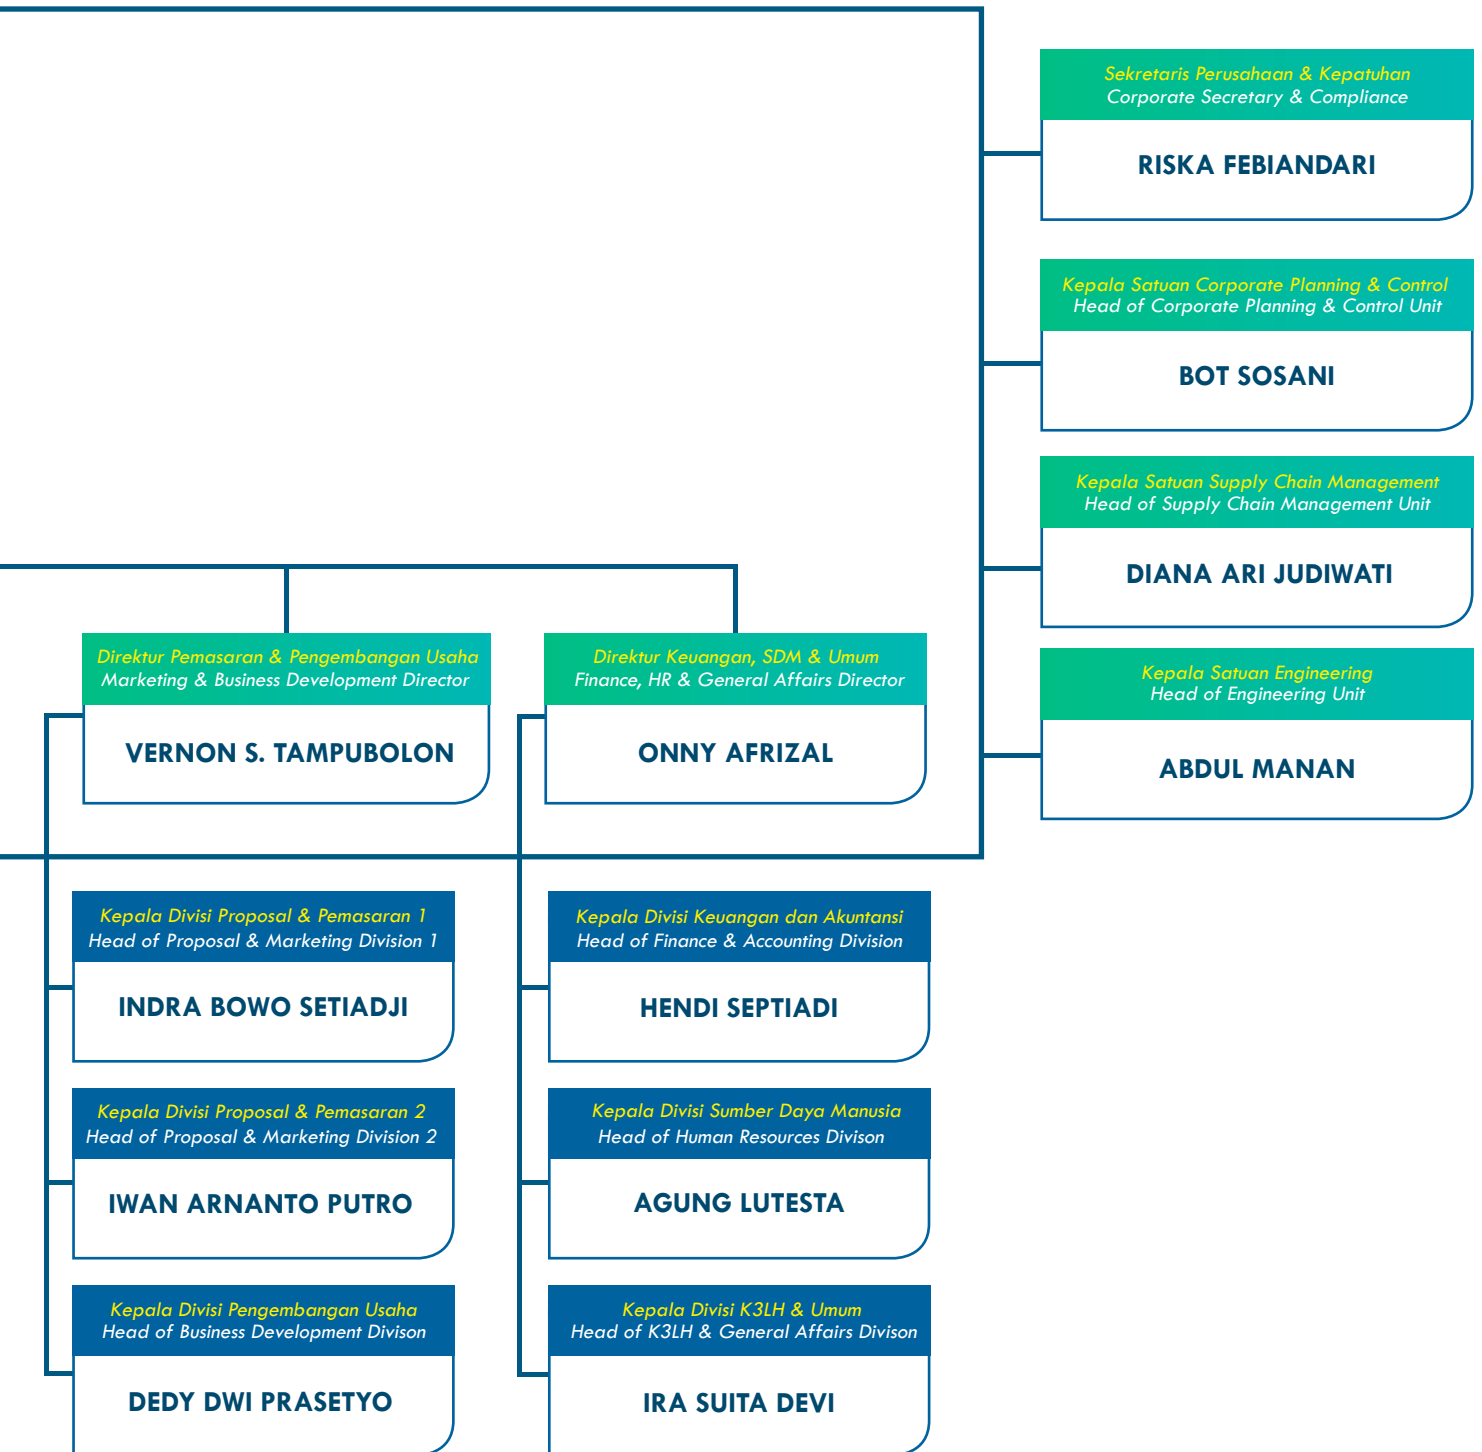 Sekretaris Perusahaan & Kepatuhan
Corporate Secretary & Compliance
RISKA FEBIANDARI
Kepala Satuan Corporate Planning & Control
Head of Corporate Planning & Control Unit
BOT SOSANI
Kepala Satuan Supply Chain Management
Head of Supply Chain Management Unit
DIANA ARI JUDIWATI
Kepala Satuan Engineering
Head of Engineering Unit
ABDUL MANAN
Direktur Pemasaran & Pengembangan Usaha
Marketing & Business Development Director
VERNON S. TAMPUBOLON
Direktur Keuangan, SDM & Umum
Finance, HR & General Affairs Director
ONNY AFRIZAL
Kepala Divisi Proposal & Pemasaran 1
Head of Proposal & Marketing Division 1
INDRA BOWO SETIADJI
Kepala Divisi Proposal & Pemasaran 2
Head of Proposal & Marketing Division 2
IWAN ARNANTO PUTRO
Kepala Divisi Pengembangan Usaha
Head of Business Development Divison
DEDY DWI PRASETYO
Kepala Divisi Keuangan dan Akuntansi
Head of Finance & Accounting Division
HENDI SEPTIADI
Kepala Divisi Sumber Daya Manusia
Head of Human Resources Divison
AGUNG LUTESTA
Kepala Divisi K3LH & Umum
Head of K3LH & General Affairs Divison
IRA SUITA DEVI